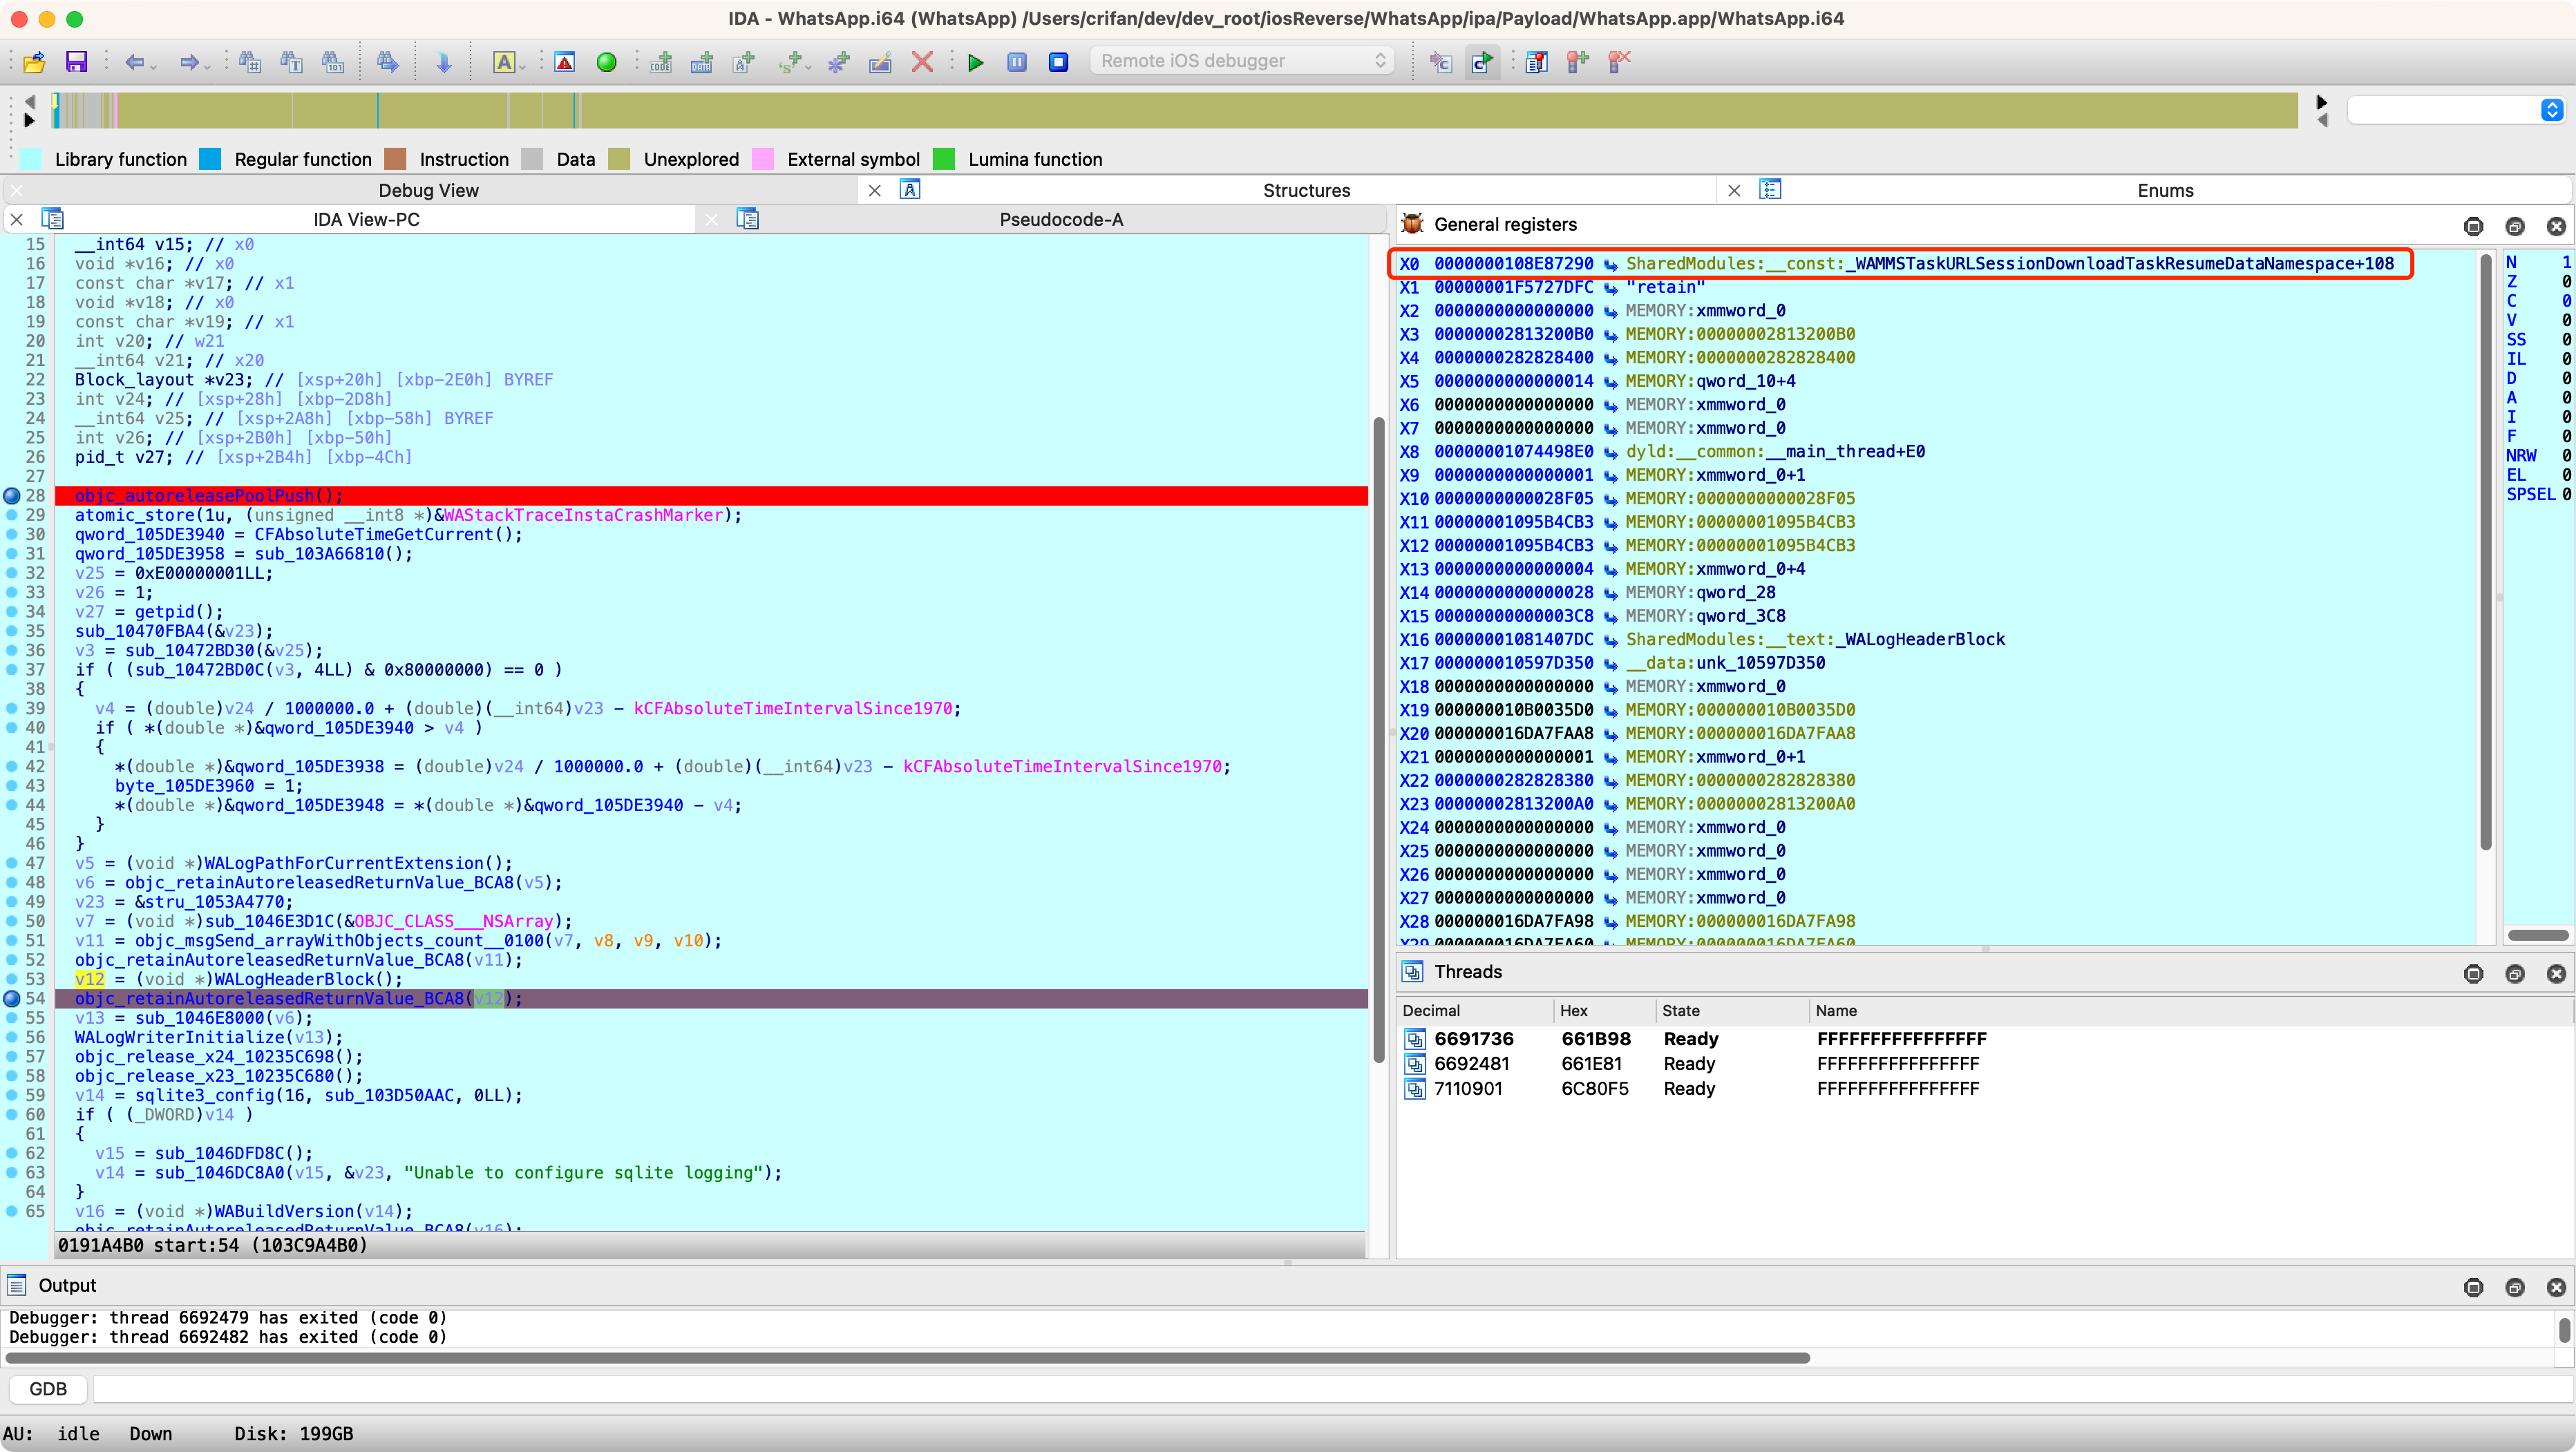 IDA - WhatsApp.i64 (WhatsApp) /Users/crifan/dev/dev_root/iosReverse/WhatsApp/ipa/Payload/WhatsApp.app/WhatsApp.i64
Remote iOS debugger
Library function Regular function Instruction Data Unexplored External symbol Lumina function
Debug View Structures Enums
IDA View-PC Pseudocode-A
15 __int64 v15; // x0
16 void *v16; // x0
17 const char *v17; // x1
18 void *v18; // x0
19 const char *v19; // x1
20 int v20; // w21
21 __int64 v21; // x20
22 Block_layout *v23; // [xsp+20h] [xbp-2E0h] BYREF
23 int v24; // [xsp+28h] [xbp-2D8h]
24 __int64 v25; // [xsp+2A8h] [xbp-58h] BYREF
25 int v26; // [xsp+2B0h] [xbp-50h]
26 pid_t v27; // [xsp+2B4h] [xbp-4Ch]
27
28 objc_autoreleasePoolPush();
29 atomic_store(1u, (unsigned __int8 *)&WAStackTraceInstaCrashMarker);
30 qword_105DE3940 = CFAbsoluteTimeGetCurrent();
31 qword_105DE3958 = sub_103A66810();
32 v25 = 0xE00000001LL;
33 v26 = 1;
34 v27 = getpid();
35 sub_10470FBA4(&v23);
36 v3 = sub_10472BD30(&v25);
37 if ( (sub_10472BD0C(v3, 4LL) & 0x80000000) == 0 )
38 {
39 v4 = (double)v24 / 1000000.0 + (double)(__int64)v23 - kCFAbsoluteTimeIntervalSince1970;
40 if ( *(double *)&qword_105DE3940 > v4 )
41 {
42 *(double *)&qword_105DE3938 = (double)v24 / 1000000.0 + (double)(__int64)v23 - kCFAbsoluteTimeIntervalSince1970;
43 byte_105DE3960 = 1;
44 *(double *)&qword_105DE3948 = *(double *)&qword_105DE3940 - v4;
45 }
46 }
47 v5 = (void *)WALogPathForCurrentExtension();
48 v6 = objc_retainAutoreleasedReturnValue_BCA8(v5);
49 v23 = &stru_1053A4770;
50 v7 = (void *)sub_1046E3D1C(&OBJC_CLASS___NSArray);
51 v11 = objc_msgSend_arrayWithObjects_count__0100(v7, v8, v9, v10);
52 objc_retainAutoreleasedReturnValue_BCA8(v11);
53 v12 = (void *)WALogHeaderBlock();
54 objc_retainAutoreleasedReturnValue_BCA8(v12);
55 v13 = sub_1046E8000(v6);
56 WALogWriterInitialize(v13);
57 objc_release_x24_10235C698();
58 objc_release_x23_10235C680();
59 v14 = sqlite3_config(16, sub_103D50AAC, 0LL);
60 if ( (_DWORD)v14 )
61 {
62 v15 = sub_1046DFD8C();
63 v14 = sub_1046DC8A0(v15, &v23, "Unable to configure sqlite logging");
64 }
65 v16 = (void *)WABuildVersion(v14);
objc_retainAutoreleasedReturnValue_BCA8(v16);
0191A4B0 start:54 (103C9A4B0)
General registers
X0 0000000108E87290 SharedModules:__const:_WAMMSTaskURLSessionDownloadTaskResumeDataNamespace+108
X1 00000001F5727DFC "retain"
X2 0000000000000000 MEMORY:xmmword_0
X3 00000002813200B0 MEMORY:00000002813200B0
X4 0000000282828400 MEMORY:0000000282828400
X5 0000000000000014 MEMORY:qword_10+4
X6 0000000000000000 MEMORY:xmmword_0
X7 0000000000000000 MEMORY:xmmword_0
X8 00000001074498E0 dyld:__common:__main_thread+E0
X9 0000000000000001 MEMORY:xmmword_0+1
X10 0000000000028F05 MEMORY:0000000000028F05
X11 00000001095B4CB3 MEMORY:00000001095B4CB3
X12 00000001095B4CB3 MEMORY:00000001095B4CB3
X13 0000000000000004 MEMORY:xmmword_0+4
X14 0000000000000028 MEMORY:qword_28
X15 00000000000003C8 MEMORY:qword_3C8
X16 00000001081407DC SharedModules:__text:_WALogHeaderBlock
X17 000000010597D350 __data:unk_10597D350
X18 0000000000000000 MEMORY:xmmword_0
X19 000000010B0035D0 MEMORY:000000010B0035D0
X20 000000016DA7FAA8 MEMORY:000000016DA7FAA8
X21 0000000000000001 MEMORY:xmmword_0+1
X22 0000000282828380 MEMORY:0000000282828380
X23 00000002813200A0 MEMORY:00000002813200A0
X24 0000000000000000 MEMORY:xmmword_0
X25 0000000000000000 MEMORY:xmmword_0
X26 0000000000000000 MEMORY:xmmword_0
X27 0000000000000000 MEMORY:xmmword_0
X28 000000016DA7FA98 MEMORY:000000016DA7FA98
X29 000000016DA7FA60 MEMORY:000000016DA7FA60
N 1
Z 0
C 0
V 0
SS 0
IL 0
D 0
A 0
I 0
F 0
NRW 0
EL 0
SPSEL 0
Threads
Decimal Hex State Name
6691736 661B98 Ready FFFFFFFFFFFFFFFF
6692481 661E81 Ready FFFFFFFFFFFFFFFF
7110901 6C80F5 Ready FFFFFFFFFFFFFFFF
Output
Debugger: thread 6692479 has exited (code 0)
Debugger: thread 6692482 has exited (code 0)
GDB
AU: idle Down Disk: 199GB